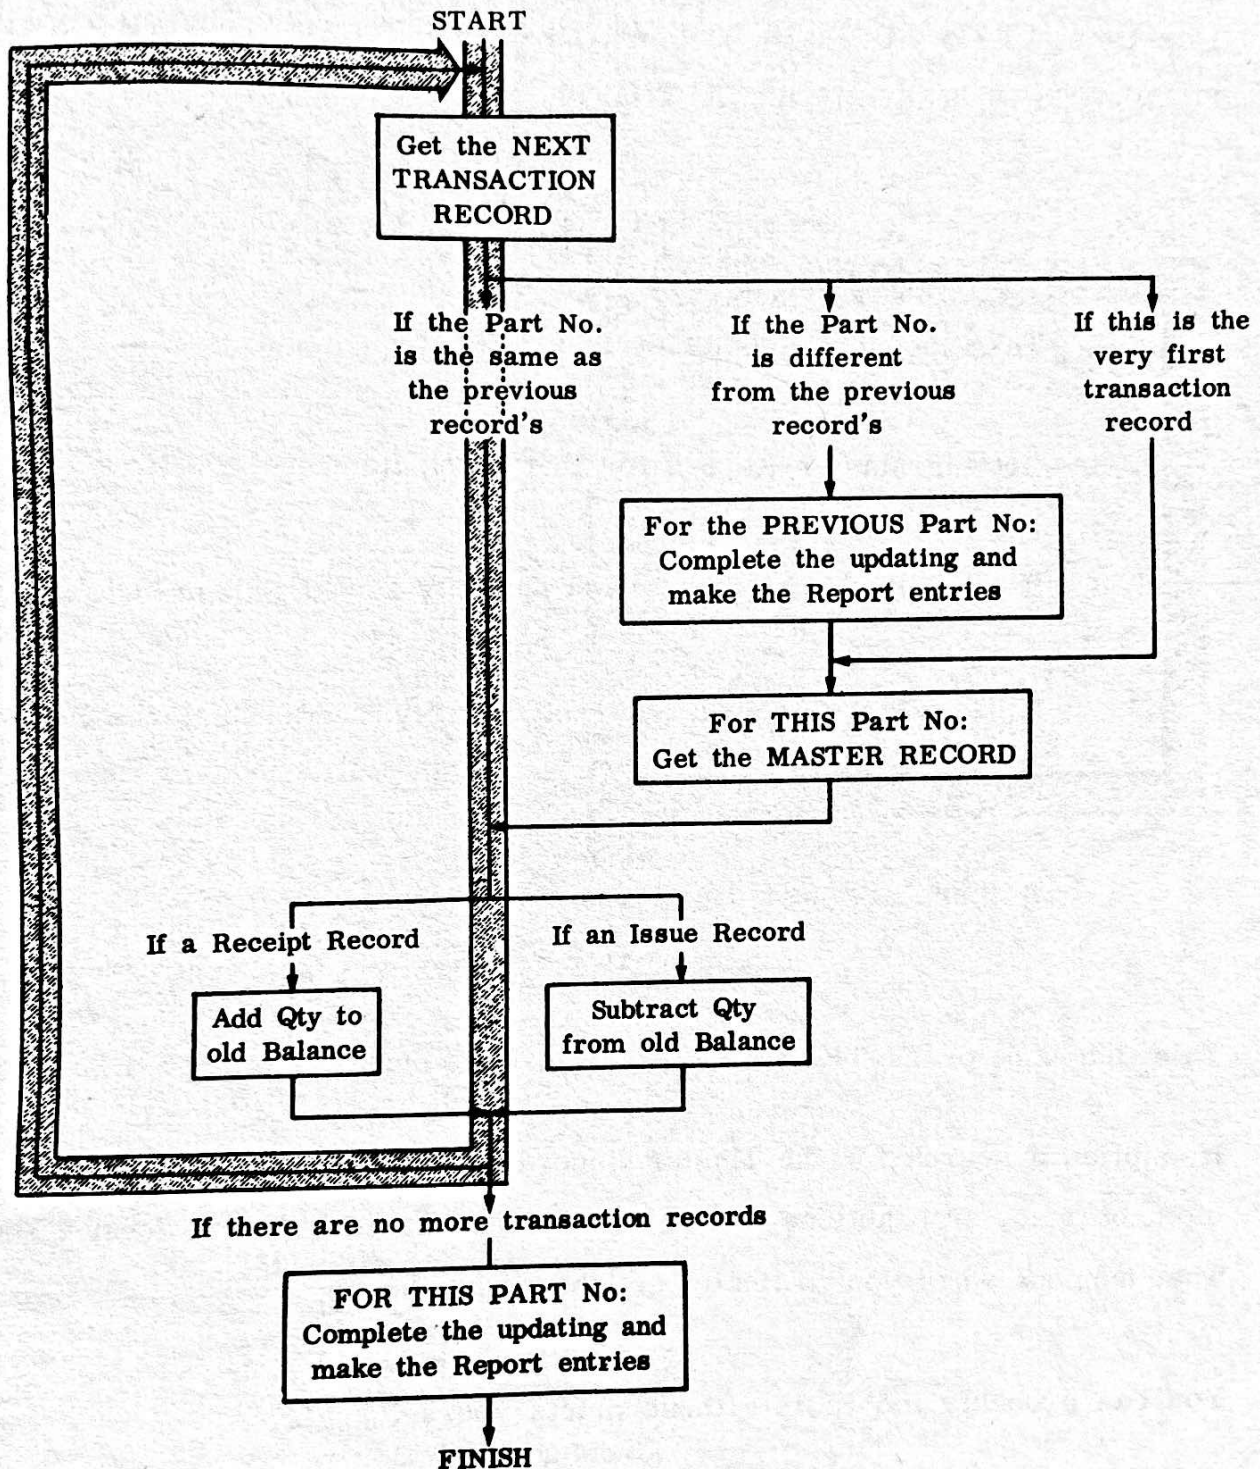 START
Get the NEXT
TRANSACTION
RECORD
If the Part No.
is the same as
the previous
record's
If the Part No.
is different
from the previous
record's
If this is the
very first
transaction
record
For the PREVIOUS Part No:
Complete the updating and
make the Report entries
For THIS Part No:
Get the MASTER RECORD
If a Receipt Record
If an Issue Record
Add Qty to
old Balance
Subtract Qty
from old Balance
If there are no more transaction records
FOR THIS PART No:
Complete the updating and
make the Report entries
FINISH